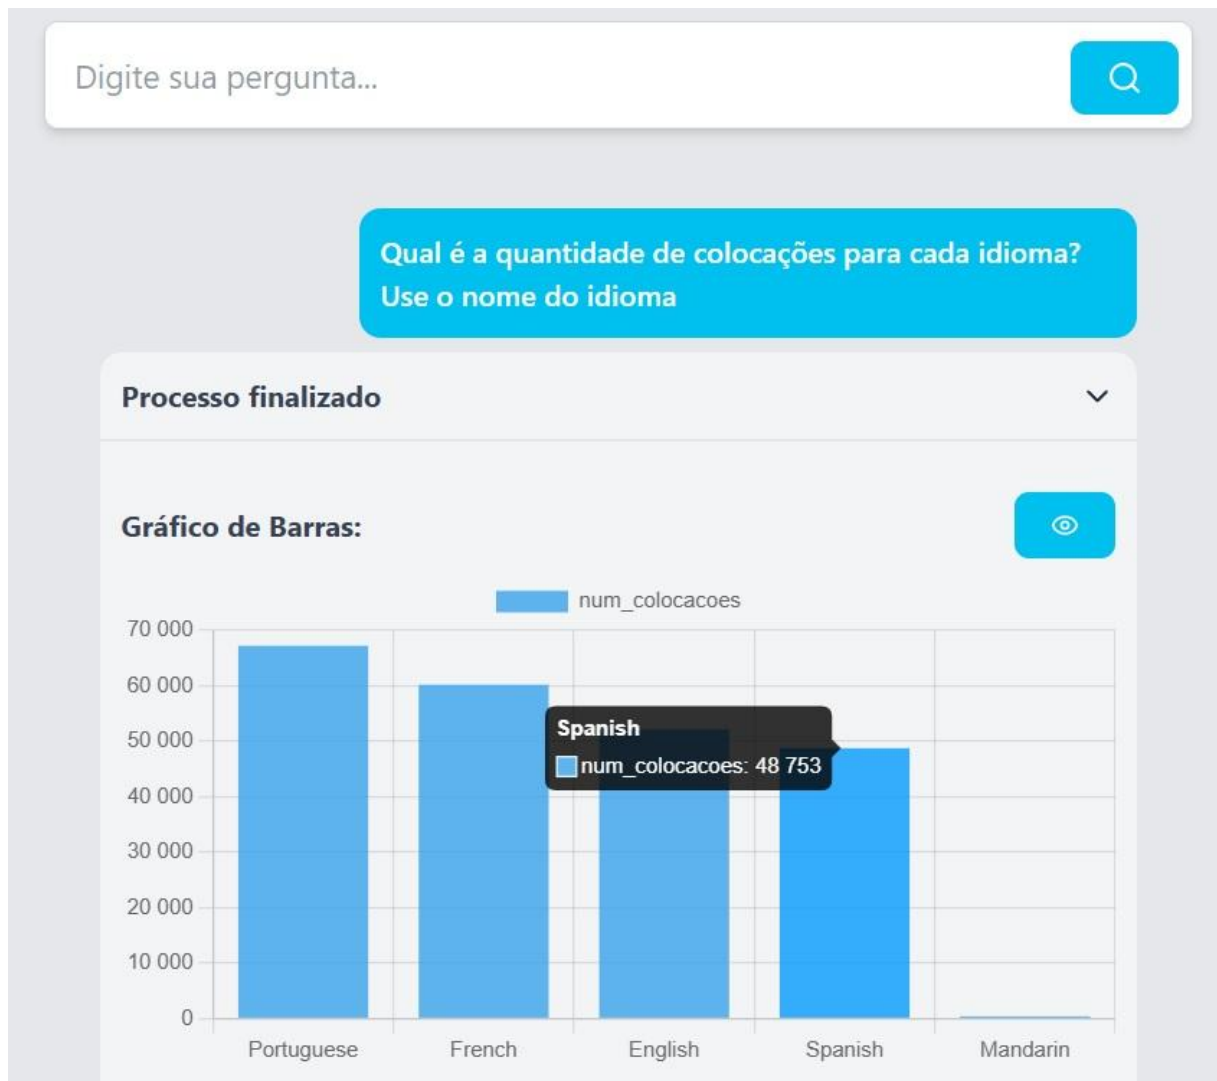 Digite sua pergunta...
Qual é a quantidade de colocações para cada idioma?
Use o nome do idioma
Processo finalizado
Gráfico de Barras:
num_colocacoes
70 000
60 000
50 000
40 000
30 000
20 000
10 000
0
Spanish
num_colocacoes: 48 753
Portuguese French English Spanish Mandarin